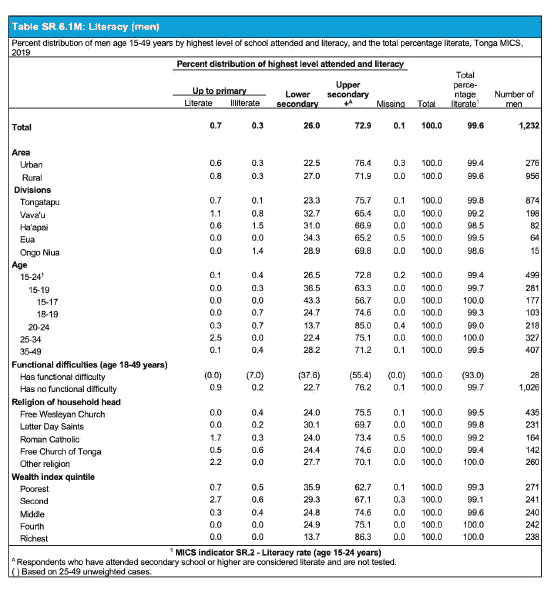 Table SR.6.1M: Literacy (men)
Percent distribution of men age 15-49 years by highest level of school attended and literacy, and the total percentage literate, Tonga MICS,
2019
Percent distribution of highest level attended and literacy
Up to primary Lower secondary Upper secondary +A Missing Total Total perce-ntage literate¹ Number of men
Literate Illiterate
Total 0.7 0.3 26.0 72.9 0.1 100.0 99.6 1,232
Area
Urban 0.6 0.3 22.5 76.4 0.3 100.0 99.4 276
Rural 0.8 0.3 27.0 71.9 0.0 100.0 99.6 956
Divisions
Tongatapu 0.7 0.1 23.3 75.7 0.1 100.0 99.8 874
Vava'u 1.1 0.8 32.7 65.4 0.0 100.0 99.2 198
Ha'apai 0.6 1.5 31.0 66.9 0.0 100.0 98.5 82
Eua 0.0 0.0 34.3 65.2 0.5 100.0 99.5 64
Ongo Niua 0.0 1.4 28.9 69.8 0.0 100.0 98.6 15
Age
15-24¹ 0.1 0.4 26.5 72.8 0.2 100.0 99.4 499
15-19 0.0 0.3 36.5 63.3 0.0 100.0 99.7 281
15-17 0.0 0.0 43.3 56.7 0.0 100.0 100.0 177
18-19 0.0 0.7 24.7 74.6 0.0 100.0 99.3 103
20-24 0.3 0.7 13.7 85.0 0.4 100.0 99.0 218
25-34 2.5 0.0 22.4 75.1 0.0 100.0 100.0 327
35-49 0.1 0.4 28.2 71.2 0.1 100.0 99.5 407
Functional difficulties (age 18-49 years)
Has functional difficulty (0.0) (7.0) (37.6) (55.4) (0.0) 100.0 (93.0) 28
Has no functional difficulty 0.9 0.2 22.7 76.2 0.1 100.0 99.7 1,026
Religion of household head
Free Wesleyan Church 0.0 0.4 24.0 75.5 0.1 100.0 99.5 435
Latter Day Saints 0.0 0.2 30.1 69.7 0.0 100.0 99.8 231
Roman Catholic 1.7 0.3 24.0 73.4 0.5 100.0 99.2 164
Free Church of Tonga 0.5 0.6 24.4 74.6 0.0 100.0 99.4 142
Other religion 2.2 0.0 27.7 70.1 0.0 100.0 100.0 260
Wealth index quintile
Poorest 0.7 0.5 35.9 62.7 0.1 100.0 99.3 271
Second 2.7 0.6 29.3 67.1 0.3 100.0 99.1 241
Middle 0.3 0.4 24.8 74.6 0.0 100.0 99.6 240
Fourth 0.0 0.0 24.9 75.1 0.0 100.0 100.0 242
Richest 0.0 0.0 13.7 86.3 0.0 100.0 100.0 238
¹ MICS indicator SR.2 - Literacy rate (age 15-24 years)
A Respondents who have attended secondary school or higher are considered literate and are not tested.
( ) Based on 25-49 unweighted cases.